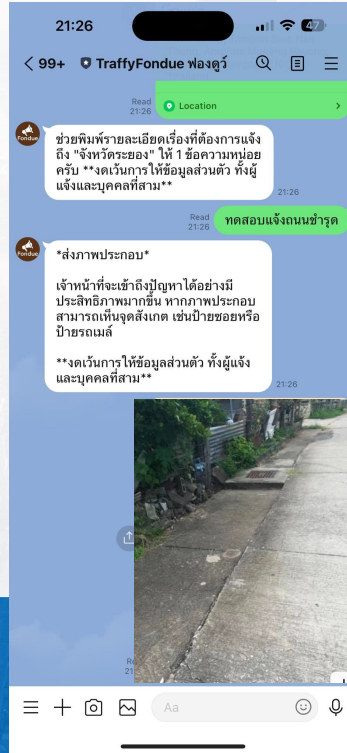 21:26
47
99+ TraffyFondue ฟองดูว์
Read
21:26
Location
Fondue
ช่วยพิมพ์รายละเอียดเรื่องที่ต้องการแจ้ง
ถึง "จังหวัดระยอง" ให้ 1 ข้อความหน่อย
ครับ **งดเว้นการให้ข้อมูลส่วนตัว ทั้งผู้
แจ้งและบุคคลที่สาม**
21:26
Read
21:26
ทดสอบแจ้งถนนชำรุด
Fondue
*ส่งภาพประกอบ*
เจ้าหน้าที่จะเข้าถึงปัญหาได้อย่างมี
ประสิทธิภาพมากขึ้น หากภาพประกอบ
สามารถเห็นจุดสังเกต เช่นป้ายซอยหรือ
ป้ายรถเมล์
**งดเว้นการให้ข้อมูลส่วนตัว ทั้งผู้แจ้ง
และบุคคลที่สาม**
21:26
Aa